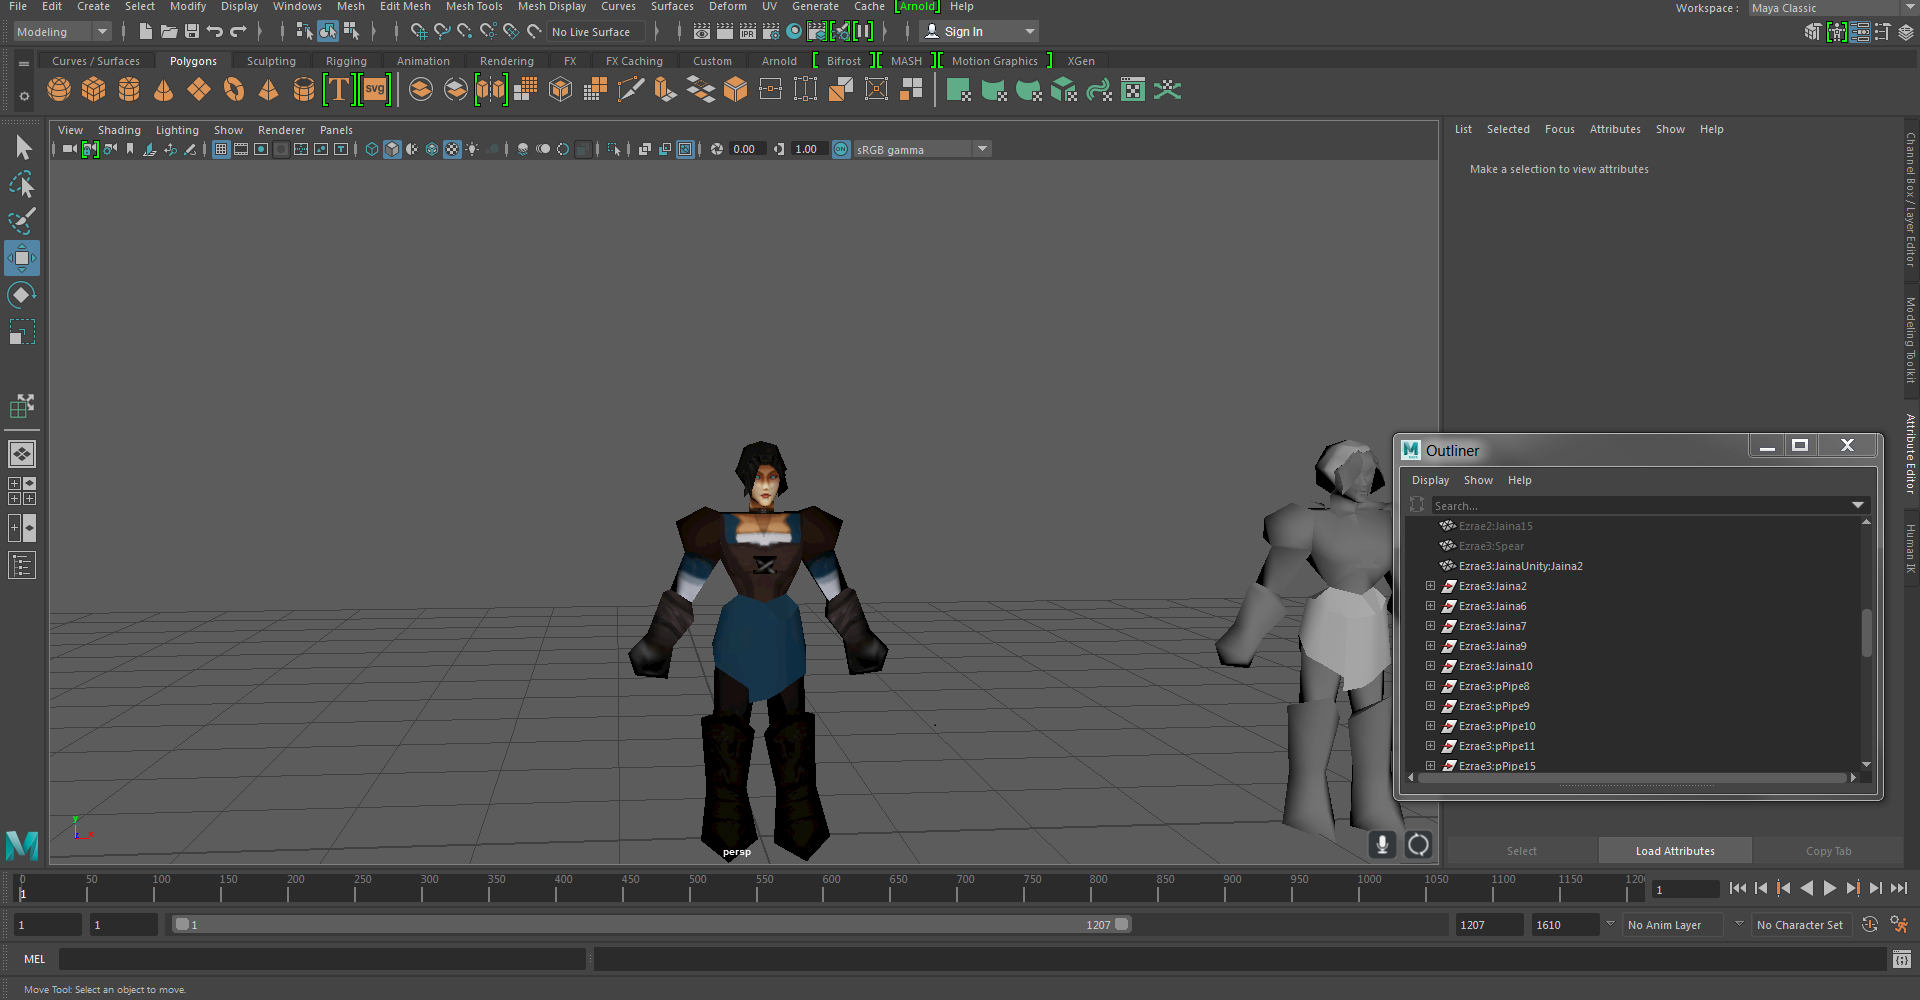 File Edit Create Select Modify Display Windows Mesh Edit Mesh Mesh Tools Mesh Display Curves Surfaces Deform UV Generate Cache [Arnold] Help
Workspace : Maya Classic
Modeling
No Live Surface
Sign In
Curves / Surfaces Polygons Sculpting Rigging Animation Rendering FX FX Caching Custom Arnold Bifrost MASH Motion Graphics XGen
T SVG
View Shading Lighting Show Renderer Panels
0.00 1.00 ON sRGB gamma
List Selected Focus Attributes Show Help
Make a selection to view attributes
Channel Box / Layer Editor
Modeling Toolkit
Attribute Editor
Human IK
Outliner
Display Show Help
Search...
Ezrae2:Jaina15
Ezrae3:Spear
Ezrae3:JainaUnity:Jaina2
Ezrae3:Jaina2
Ezrae3:Jaina6
Ezrae3:Jaina7
Ezrae3:Jaina9
Ezrae3:Jaina10
Ezrae3:pPipe8
Ezrae3:pPipe9
Ezrae3:pPipe10
Ezrae3:pPipe11
Ezrae3:pPipe15
y
x
persp
Select Load Attributes Copy Tab
0 50 100 150 200 250 300 350 400 450 500 550 600 650 700 750 800 850 900 950 1000 1050 1100 1150 120
1
1
1 1 1 1207 1207 1610 No Anim Layer No Character Set
MEL
Move Tool: Select an object to move.